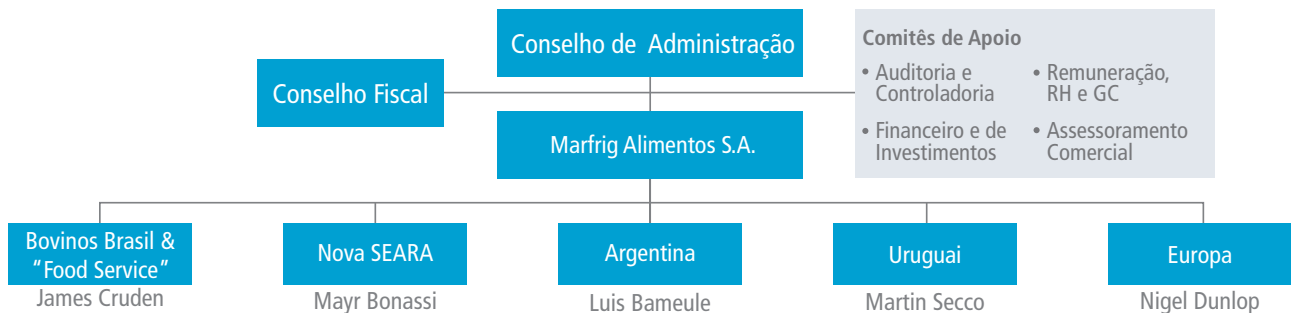 Conselho de Administração
Conselho Fiscal
Comitês de Apoio
• Auditoria e
Controladoria
• Remuneração,
RH e GC
• Financeiro e de
Investimentos
• Assessoramento
Comercial
Marfrig Alimentos S.A.
Bovinos Brasil &
“Food Service”
James Cruden
Nova SEARA
Mayr Bonassi
Argentina
Luis Bameule
Uruguai
Martin Secco
Europa
Nigel Dunlop